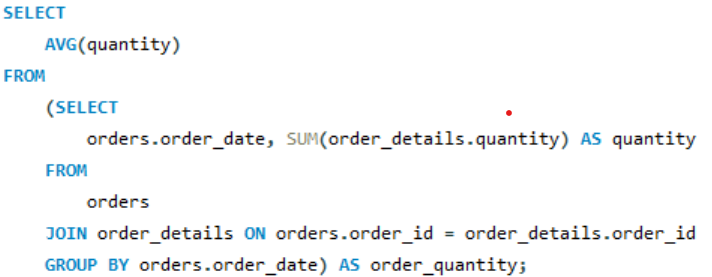 SELECT
AVG(quantity)
FROM
(SELECT
orders.order_date, SUM(order_details.quantity) AS quantity
FROM
orders
JOIN order_details ON orders.order_id = order_details.order_id
GROUP BY orders.order_date) AS order_quantity;